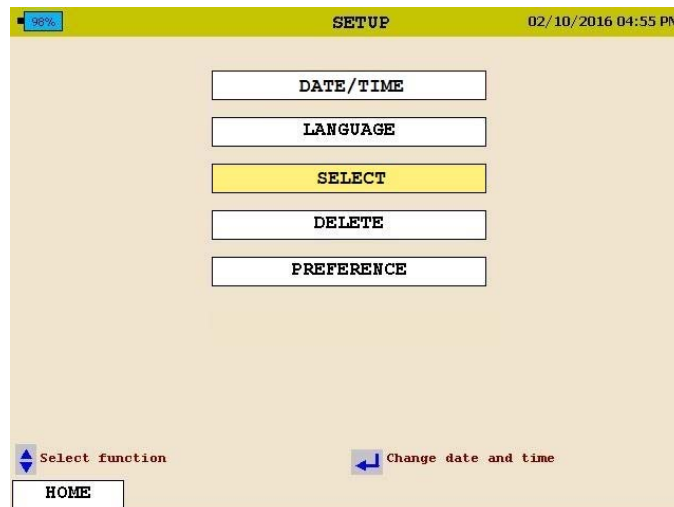 98% SETUP 02/10/2016 04:55 PM
DATE/TIME
LANGUAGE
SELECT
DELETE
PREFERENCE
Select function Change date and time
HOME